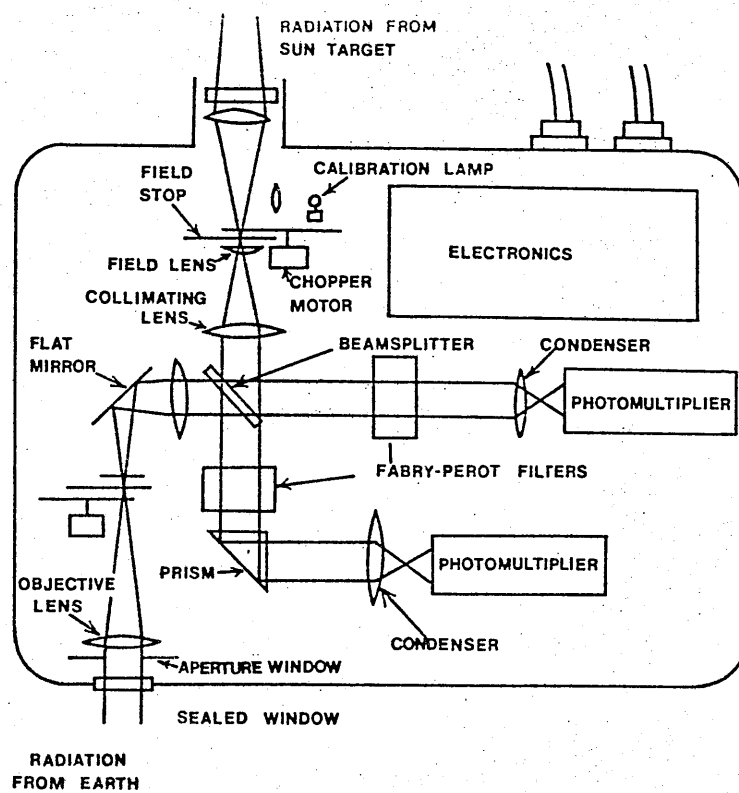 RADIATION FROM
SUN TARGET
FIELD
STOP
CALIBRATION LAMP
ELECTRONICS
FIELD LENS
CHOPPER
MOTOR
COLLIMATING
LENS
FLAT
MIRROR
BEAMSPLITTER
CONDENSER
PHOTOMULTIPLIER
FABRY-PEROT FILTERS
PRISM
PHOTOMULTIPLIER
OBJECTIVE
LENS
CONDENSER
APERTURE WINDOW
SEALED WINDOW
RADIATION
FROM EARTH